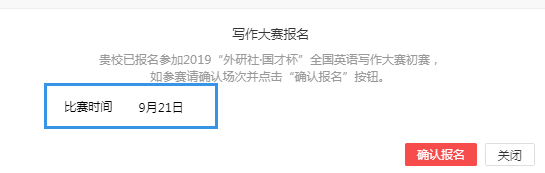 写作大赛报名
贵校已报名参加2019“外研社·国才杯”全国英语写作大赛初赛，
如参赛请确认场次并点击“确认报名”按钮。
比赛时间 9月21日
确认报名 关闭